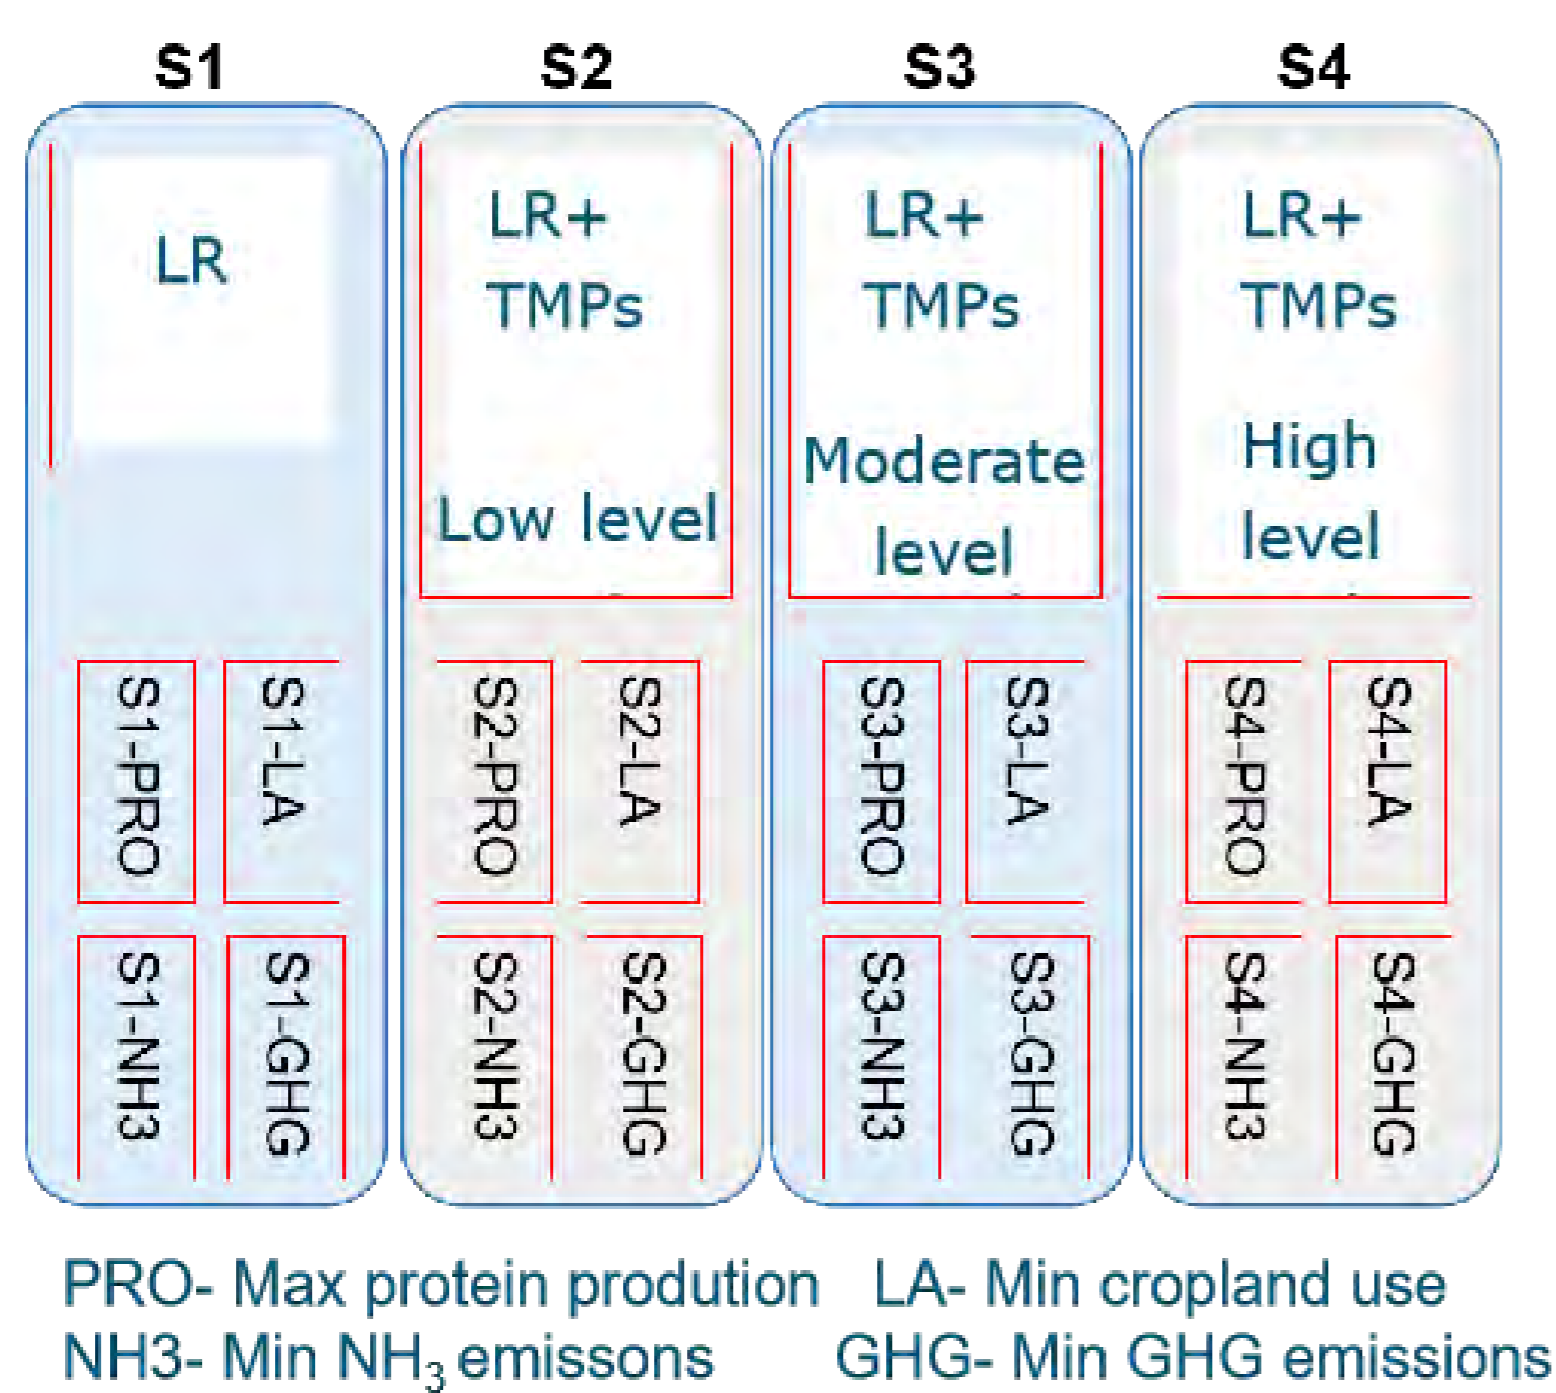 S1
S2
S3
S4
LR
LR+
TMPs
Low level
LR+
TMPs
Moderate
level
LR+
TMPs
High
level
S1-PRO
S1-LA
S2-PRO
S2-LA
S3-PRO
S3-LA
S4-PRO
S4-LA
S1-NH3
S1-GHG
S2-NH3
S2-GHG
S3-NH3
S3-GHG
S4-NH3
S4-GHG
PRO- Max protein prodution LA- Min cropland use
NH3- Min NH₃ emissons GHG- Min GHG emissions